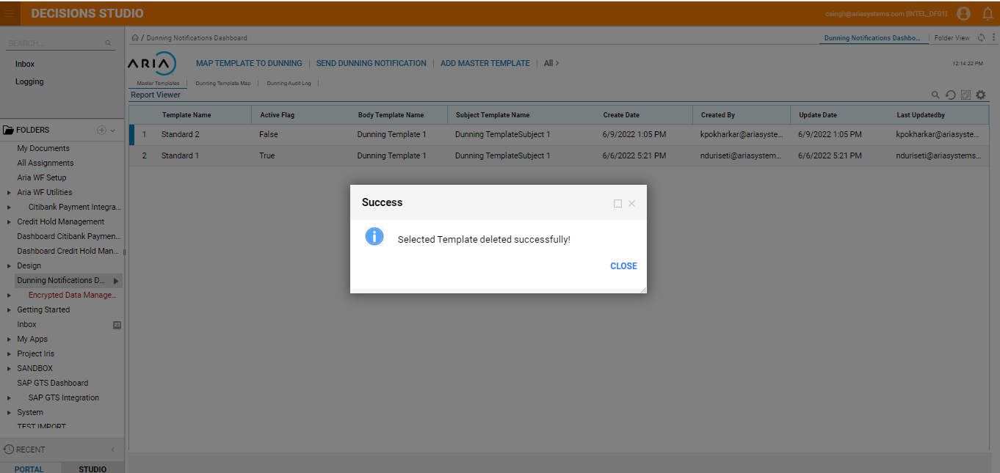 DECISIONS STUDIO
csingh@ariasystems.com [INTEL_DF01]
SEARCH...
Inbox
Logging
FOLDERS
My Documents
All Assignments
Aria WF Setup
Aria WF Utilities
Citibank Payment Integra...
Credit Hold Management
Dashboard Citibank Paymen...
Dashboard Credit Hold Man...
Design
Dunning Notifications D...
Encrypted Data Manage...
Getting Started
Inbox 23
My Apps
Project Iris
SANDBOX
SAP GTS Dashboard
SAP GTS Integration
System
TEST IMPORT
RECENT
PORTAL STUDIO
/ Dunning Notifications Dashboard
Dunning Notifications Dashbo... Folder View
ARIA MAP TEMPLATE TO DUNNING | SEND DUNNING NOTIFICATION | ADD MASTER TEMPLATE | All >
12:14:22 PM
Master Templates | Dunning Template Map | Dunning Audit Log |
Report Viewer
Template Name Active Flag Body Template Name Subject Template Name Create Date Created By Update Date Last Updatedby
1 Standard 2 False Dunning Template 1 Dunning TemplateSubject 1 6/9/2022 1:05 PM kpokharkar@ariasyste... 6/9/2022 1:05 PM kpokharkar@ariasyste...
2 Standard 1 True Dunning Template 1 Dunning TemplateSubject 1 6/6/2022 5:21 PM nduriseti@ariasystem... 6/6/2022 5:21 PM nduriseti@ariasystems...
Success
Selected Template deleted successfully!
CLOSE